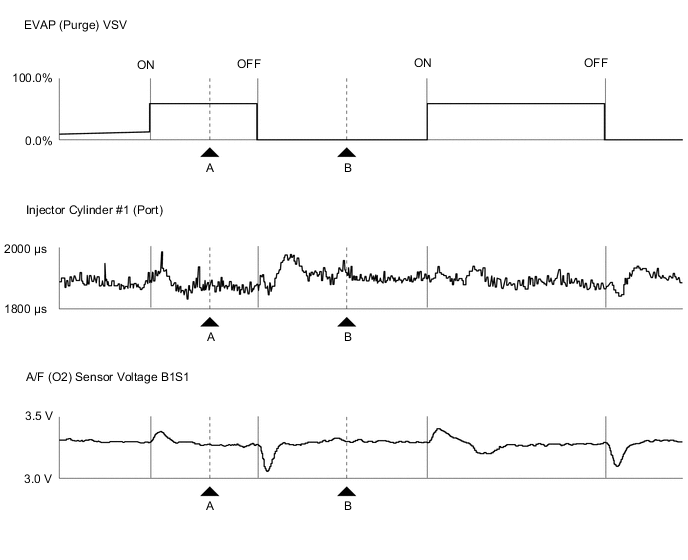 EVAP (Purge) VSV
ON
OFF
ON
OFF
100.0%
0.0%
A
B
Injector Cylinder #1 (Port)
2000 µs
1800 µs
A
B
A/F (O2) Sensor Voltage B1S1
3.5 V
3.0 V
A
B